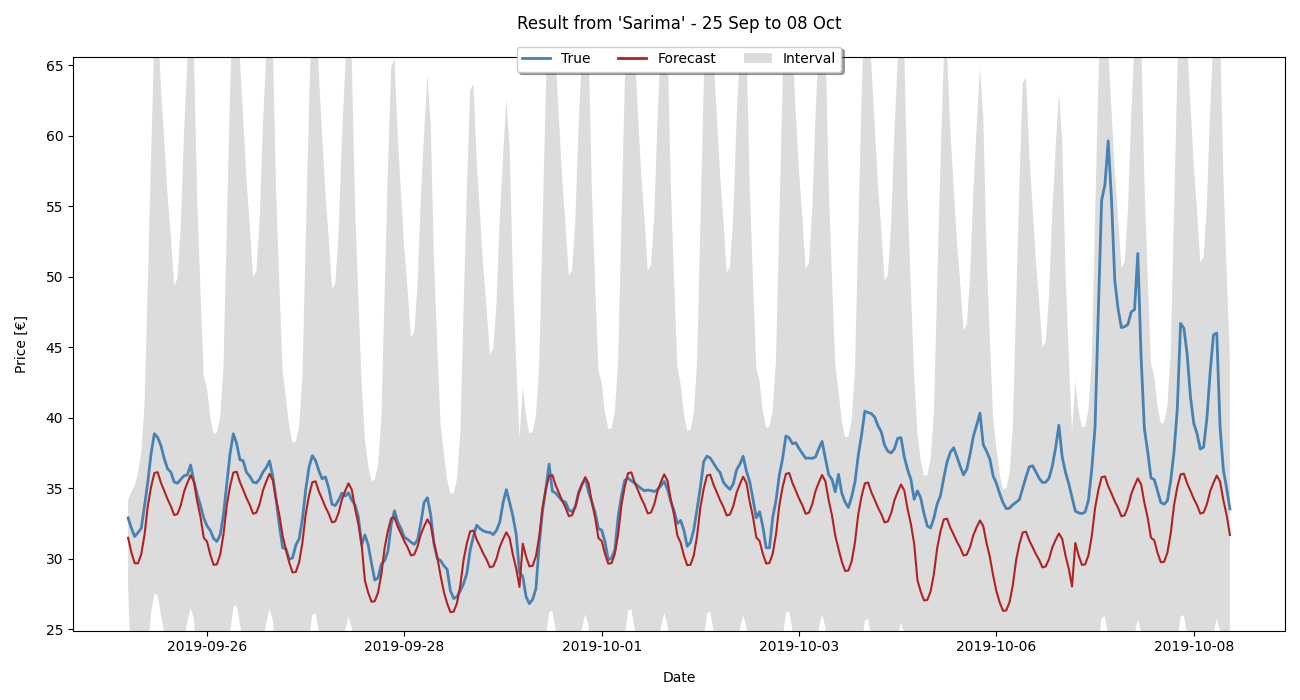 Result from 'Sarima' - 25 Sep to 08 Oct
True Forecast Interval
65
60
55
50
45
40
35
30
25
Price [€]
2019-09-26 2019-09-28 2019-10-01 2019-10-03 2019-10-06 2019-10-08
Date